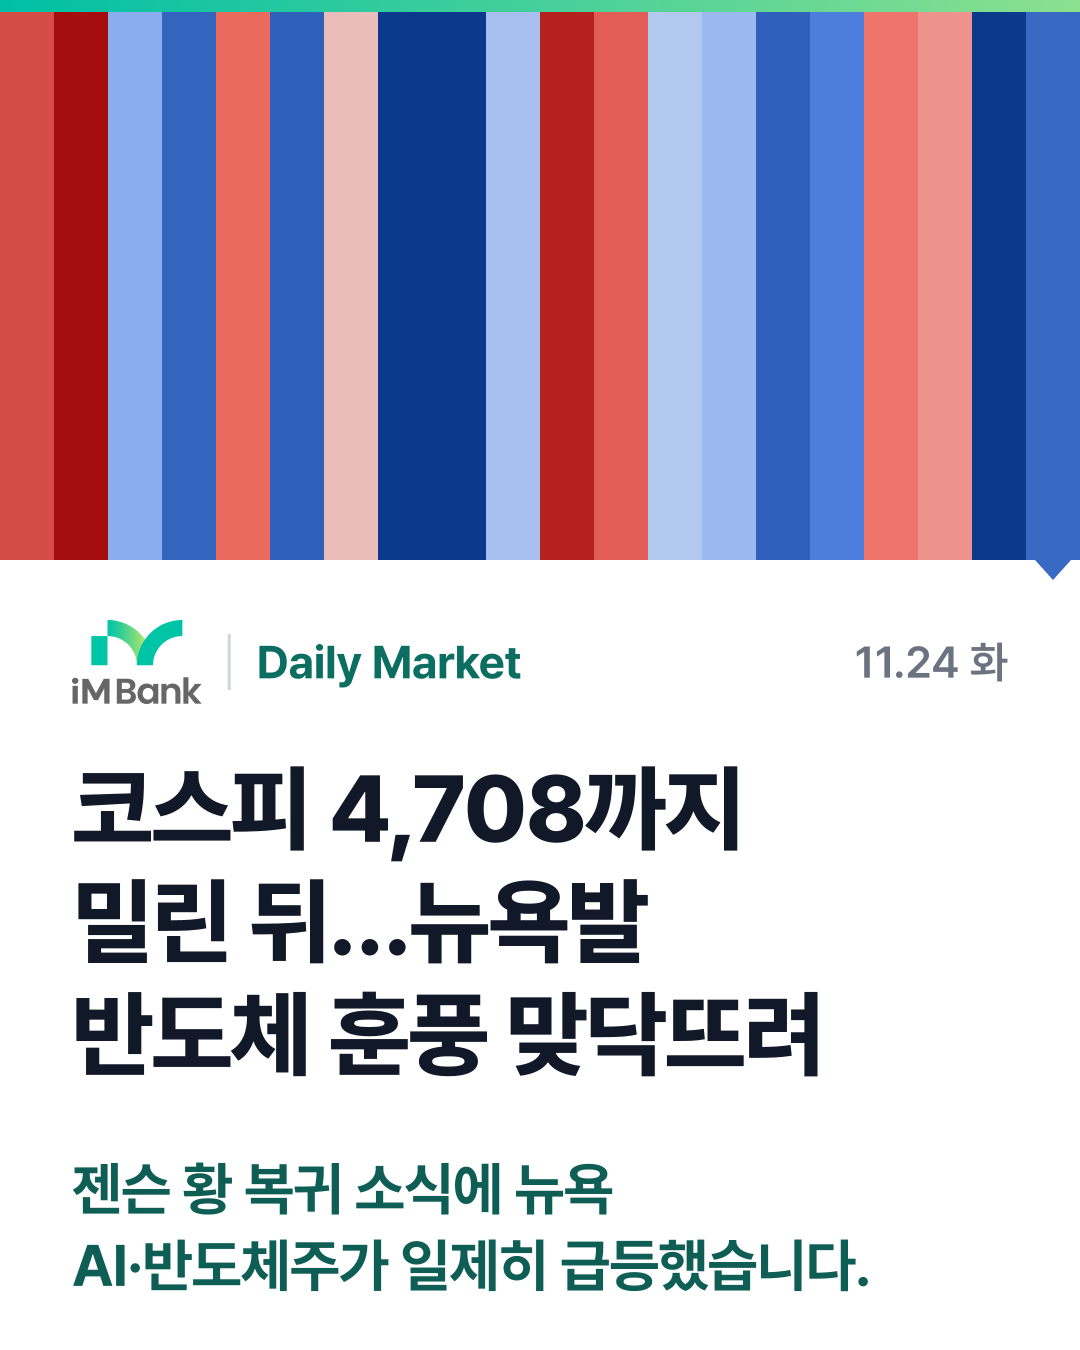 iM Bank
Daily Market
11.24 화
코스피 4,708까지
밀린 뒤…뉴욕발
반도체 훈풍 맞닥뜨려
젠슨 황 복귀 소식에 뉴욕
AI·반도체주가 일제히 급등했습니다.